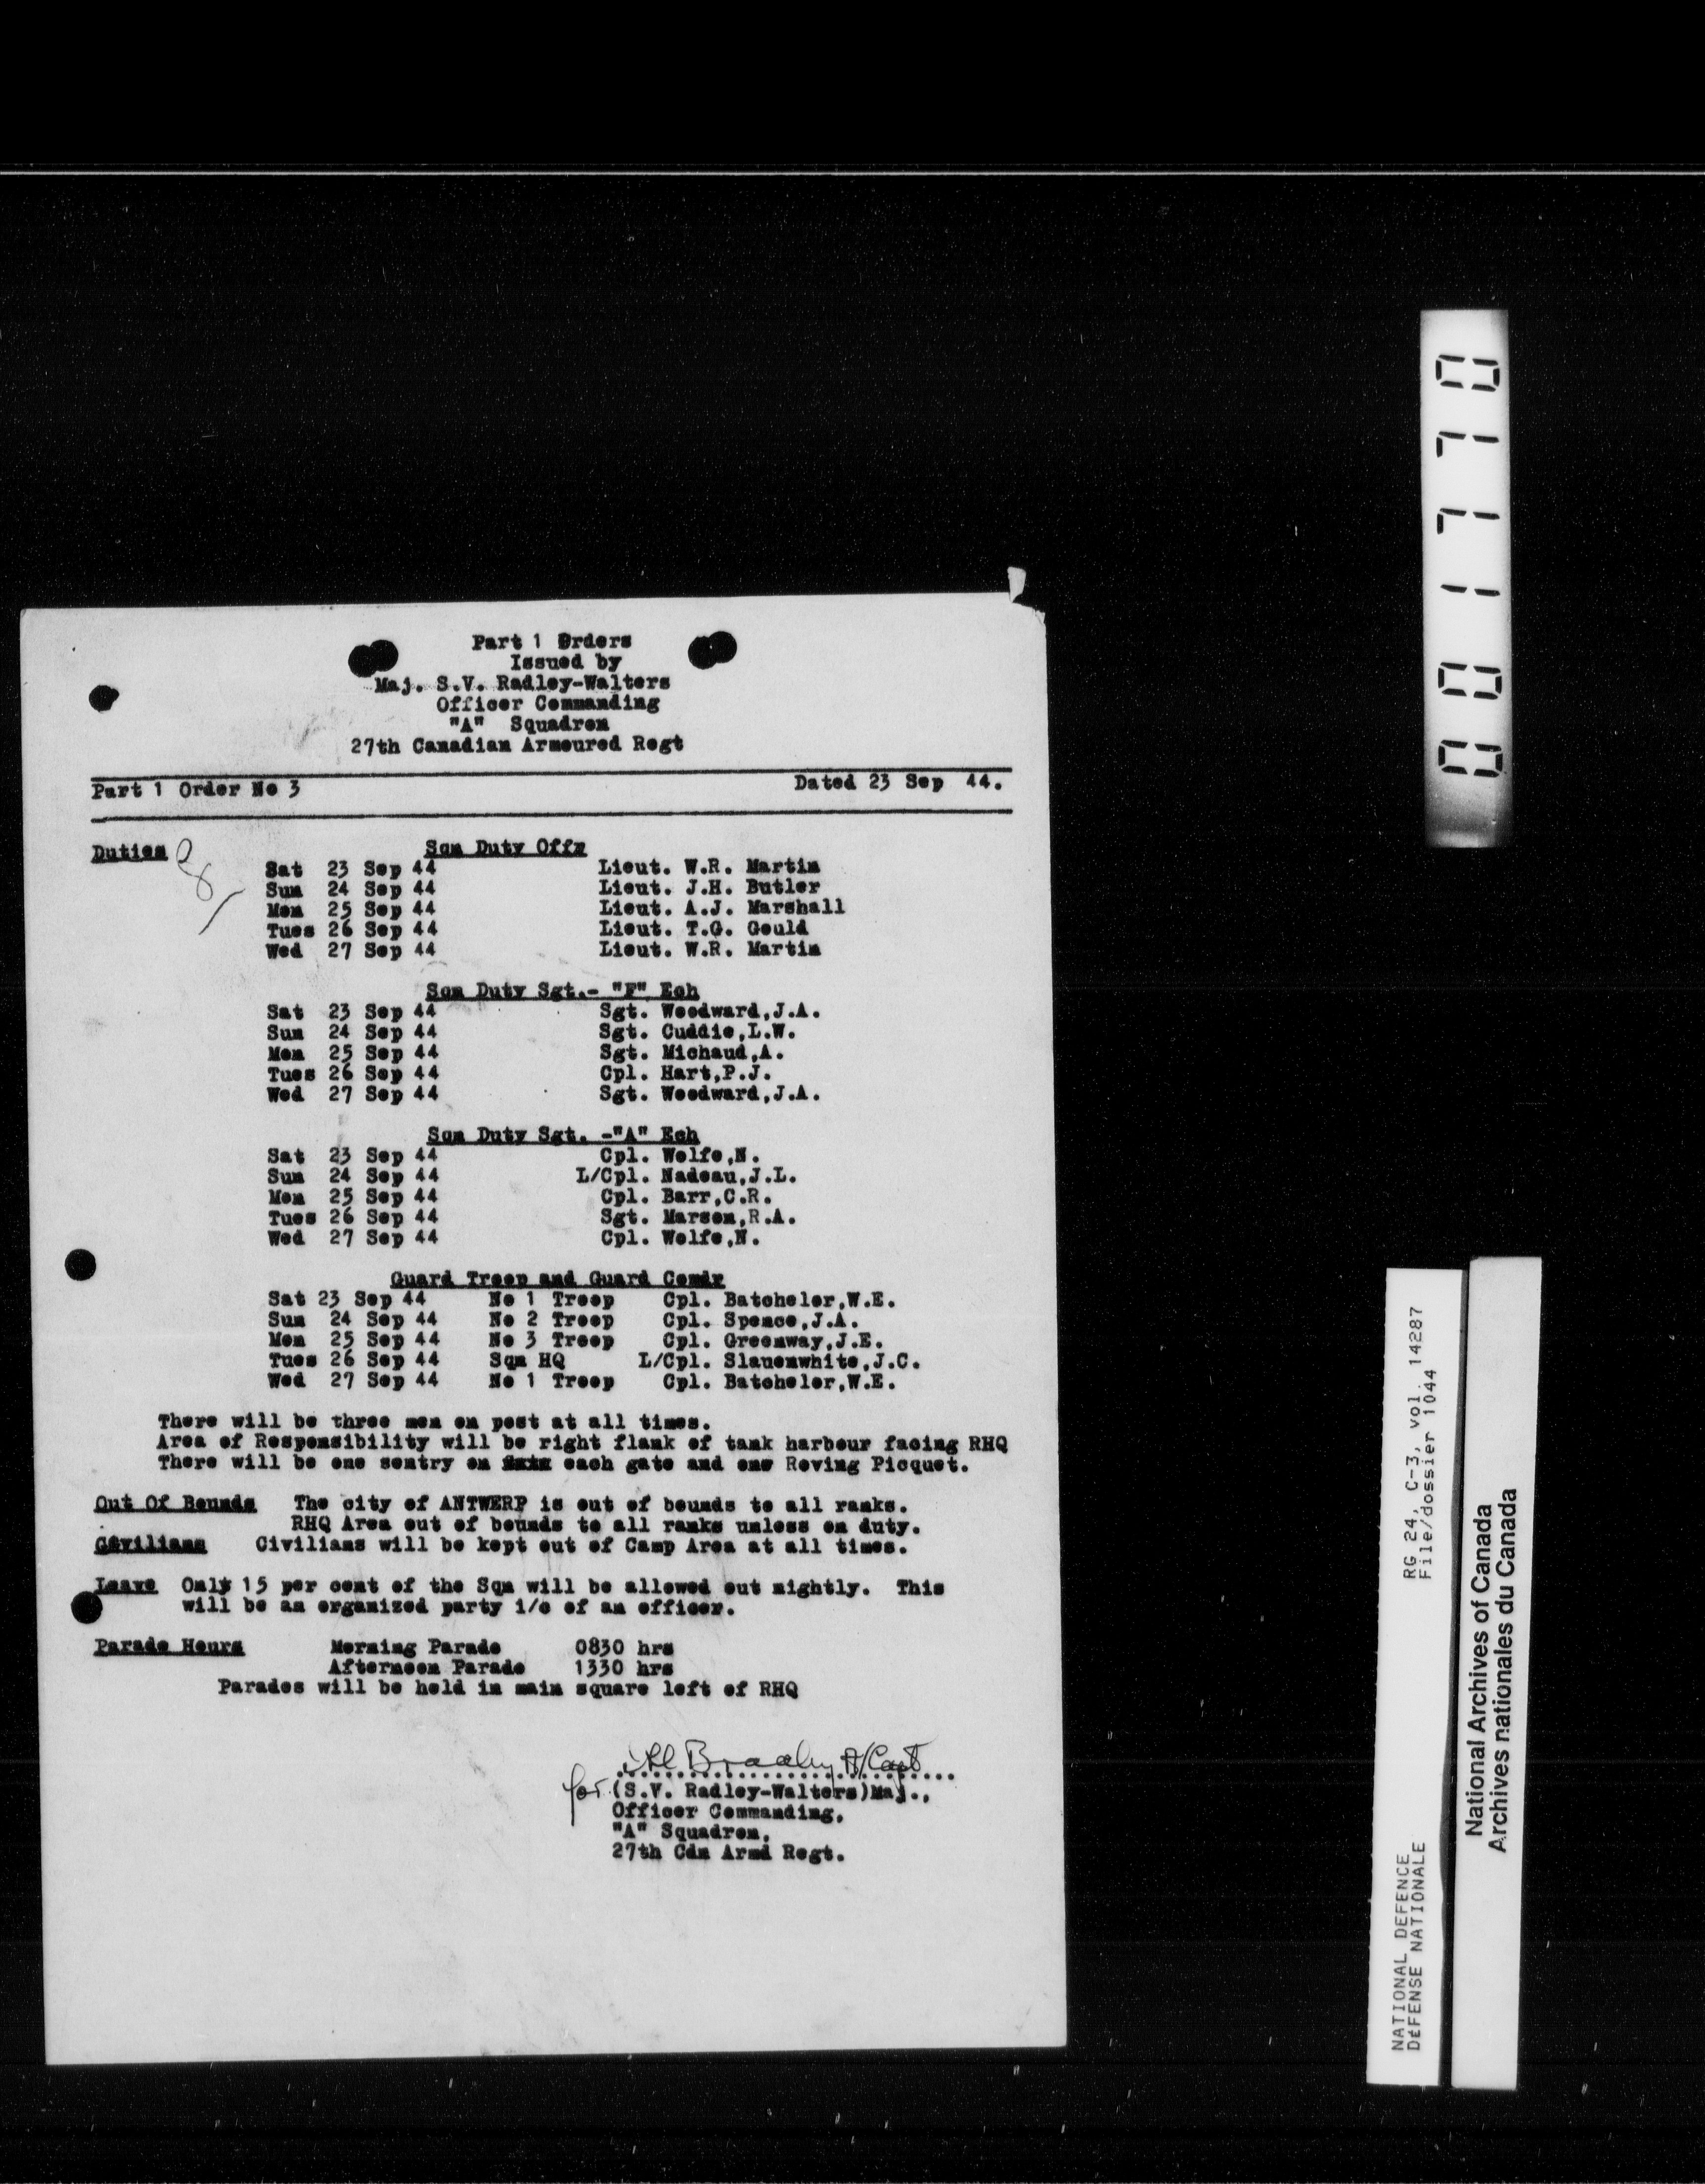 Part 1 Orders
Issued by
Maj. S.V. Radley-Walters
Officer Commanding
"A" Squadron
27th Canadian Armoured Regt
Part 1 Order No 3 Dated 23 Sep 44.
Duties Sqn Duty Offr
Sat 23 Sep 44 Lieut. W.R. Martin
Sun 24 Sep 44 Lieut. J.H. Butler
Mon 25 Sep 44 Lieut. A.J. Marshall
Tues 26 Sep 44 Lieut. T.G. Gould
Wed 27 Sep 44 Lieut. W.R. Martin
Sqn Duty Sgt.- "F" Ech
Sat 23 Sep 44 Sgt. Woodward,J.A.
Sun 24 Sep 44 Sgt. Cuddie,L.W.
Mon 25 Sep 44 Sgt. Michaud,A.
Tues 26 Sep 44 Cpl. Hart,P.J.
Wed 27 Sep 44 Sgt. Woodward,J.A.
Sqn Duty Sgt. -"A" Ech
Sat 23 Sep 44 Cpl. Wolfe,N.
Sun 24 Sep 44 L/Cpl. Nadeau,J.L.
Mon 25 Sep 44 Cpl. Barr,C.R.
Tues 26 Sep 44 Sgt. Marson,R.A.
Wed 27 Sep 44 Cpl. Wolfe,N.
Guard Troop and Guard Comdr
Sat 23 Sep 44 No 1 Troop Cpl. Batchelor,W.E.
Sun 24 Sep 44 No 2 Troop Cpl. Spence,J.A.
Mon 25 Sep 44 No 3 Troop Cpl. Greenway,J.E.
Tues 26 Sep 44 Sqn HQ L/Cpl. Slauenwhite,J.C.
Wed 27 Sep 44 No 1 Troop Cpl. Batchelor,W.E.
There will be three men on post at all times.
Area of Responsibility will be right flank of tank harbour facing RHQ
There will be one sentry on each gate and one Roving Picquet.
Out Of Bounds The city of ANTWERP is out of bounds to all ranks.
RHQ Area out of bounds to all ranks unless on duty.
Civilians Civilians will be kept out of Camp Area at all times.
Leave Only 15 per cent of the Sqn will be allowed out nightly. This
will be an organized party i/c of an officer.
Parade Hours Morning Parade 0830 hrs
Afternoon Parade 1330 hrs
Parades will be held in main square left of RHQ
Bradley A/Capt
for (S.V. Radley-Walters)Maj.,
Officer Commanding,
"A" Squadron,
27th Cdn Armd Regt.
001770
NATIONAL DEFENCE RG 24, C-3, vol. 14287
DÉFENSE NATIONALE File/dossier 1044
National Archives of Canada
Archives nationales du Canada